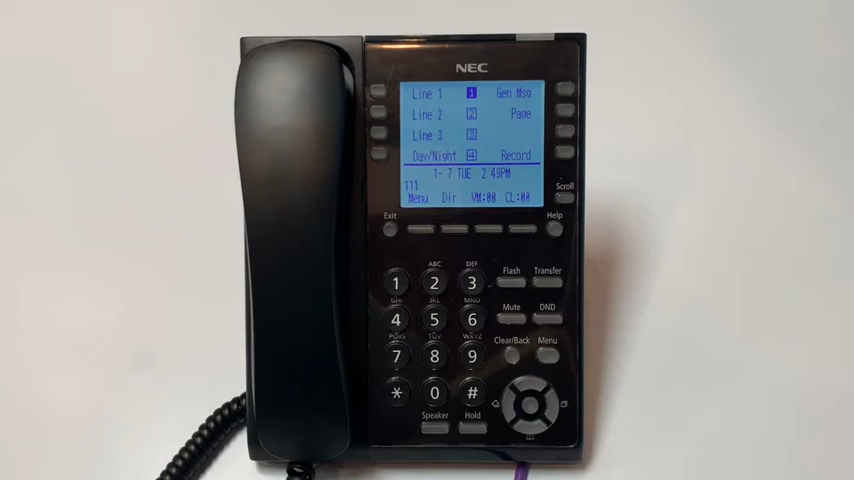 NEC
Line 1 1 Gen Msg
Line 2 2 Page
Line 3 3
Day/Night 4 Record
1- 7 TUE 2:49PM
111
Menu Dir VM:00 CL:00
Scroll
Exit Help
ABC DEF
1 2 3 Flash Transfer
GHI JKL MNO
4 5 6 Mute DND
PQRS TUV WXYZ
7 8 9 Clear/Back Menu
* 0 #
Speaker Hold